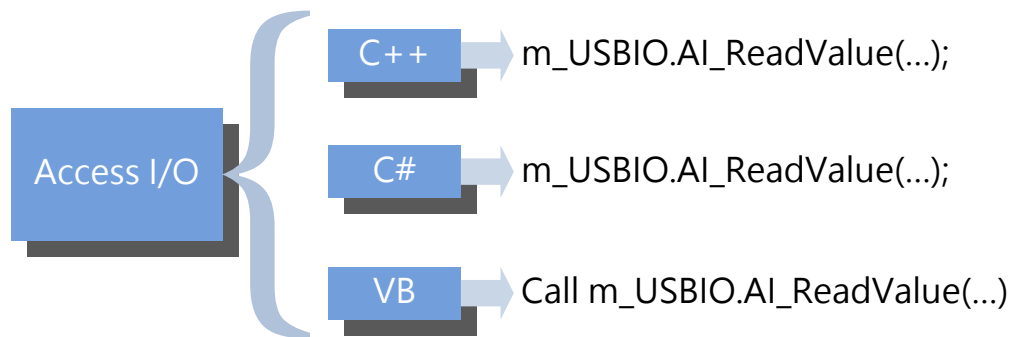 C++
m_USBIO.AI_ReadValue(...);
Access I/O
C#
m_USBIO.AI_ReadValue(...);
VB
Call m_USBIO.AI_ReadValue(...)